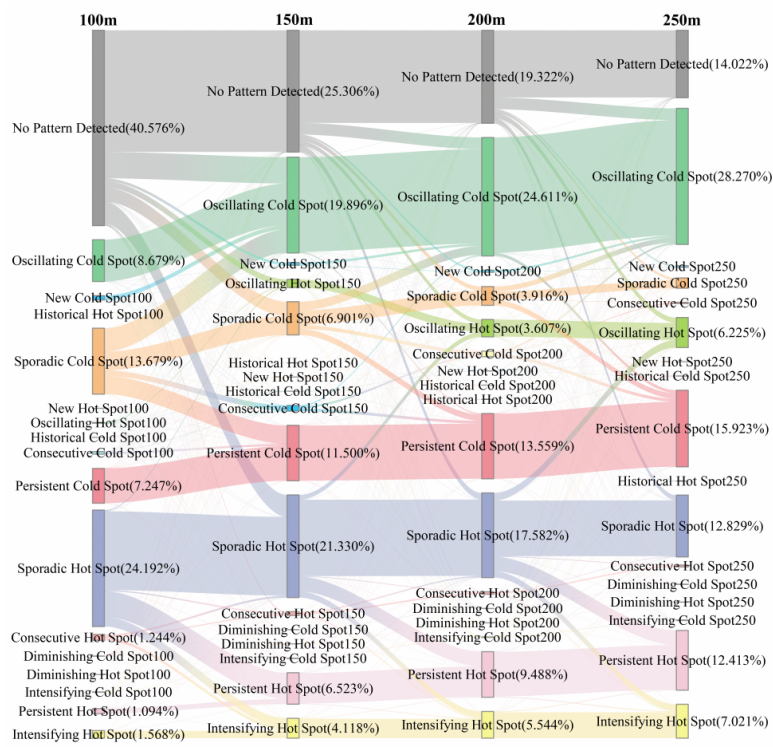 100m
150m
200m
250m
No Pattern Detected(40.576%)
Oscillating Cold Spot(8.679%)
New Cold Spot100
Historical Hot Spot100
Sporadic Cold Spot(13.679%)
New Hot Spot100
Oscillating Hot Spot100
Historical Cold Spot100
Consecutive Cold Spot100
Persistent Cold Spot(7.247%)
Sporadic Hot Spot(24.192%)
Consecutive Hot Spot(1.244%)
Diminishing Cold Spot100
Diminishing Hot Spot100
Intensifying Cold Spot100
Persistent Hot Spot(1.094%)
Intensifying Hot Spot(1.568%)
No Pattern Detected(25.306%)
Oscillating Cold Spot(19.896%)
New Cold Spot150
Oscillating Hot Spot150
Sporadic Cold Spot(6.901%)
Historical Hot Spot150
New Hot Spot150
Historical Cold Spot150
Consecutive Cold Spot150
Persistent Cold Spot(11.500%)
Sporadic Hot Spot(21.330%)
Consecutive Hot Spot150
Diminishing Cold Spot150
Diminishing Hot Spot150
Intensifying Cold Spot150
Persistent Hot Spot(6.523%)
Intensifying Hot Spot(4.118%)
No Pattern Detected(19.322%)
Oscillating Cold Spot(24.611%)
New Cold Spot200
Sporadic Cold Spot(3.916%)
Oscillating Hot Spot(3.607%)
Consecutive Cold Spot200
New Hot Spot200
Historical Cold Spot200
Historical Hot Spot200
Persistent Cold Spot(13.559%)
Sporadic Hot Spot(17.582%)
Consecutive Hot Spot200
Diminishing Cold Spot200
Diminishing Hot Spot200
Intensifying Cold Spot200
Persistent Hot Spot(9.488%)
Intensifying Hot Spot(5.544%)
No Pattern Detected(14.022%)
Oscillating Cold Spot(28.270%)
New Cold Spot250
Sporadic Cold Spot250
Consecutive Cold Spot250
Oscillating Hot Spot(6.225%)
New Hot Spot250
Historical Cold Spot250
Persistent Cold Spot(15.923%)
Historical Hot Spot250
Sporadic Hot Spot(12.829%)
Consecutive Hot Spot250
Diminishing Cold Spot250
Diminishing Hot Spot250
Intensifying Cold Spot250
Persistent Hot Spot(12.413%)
Intensifying Hot Spot(7.021%)